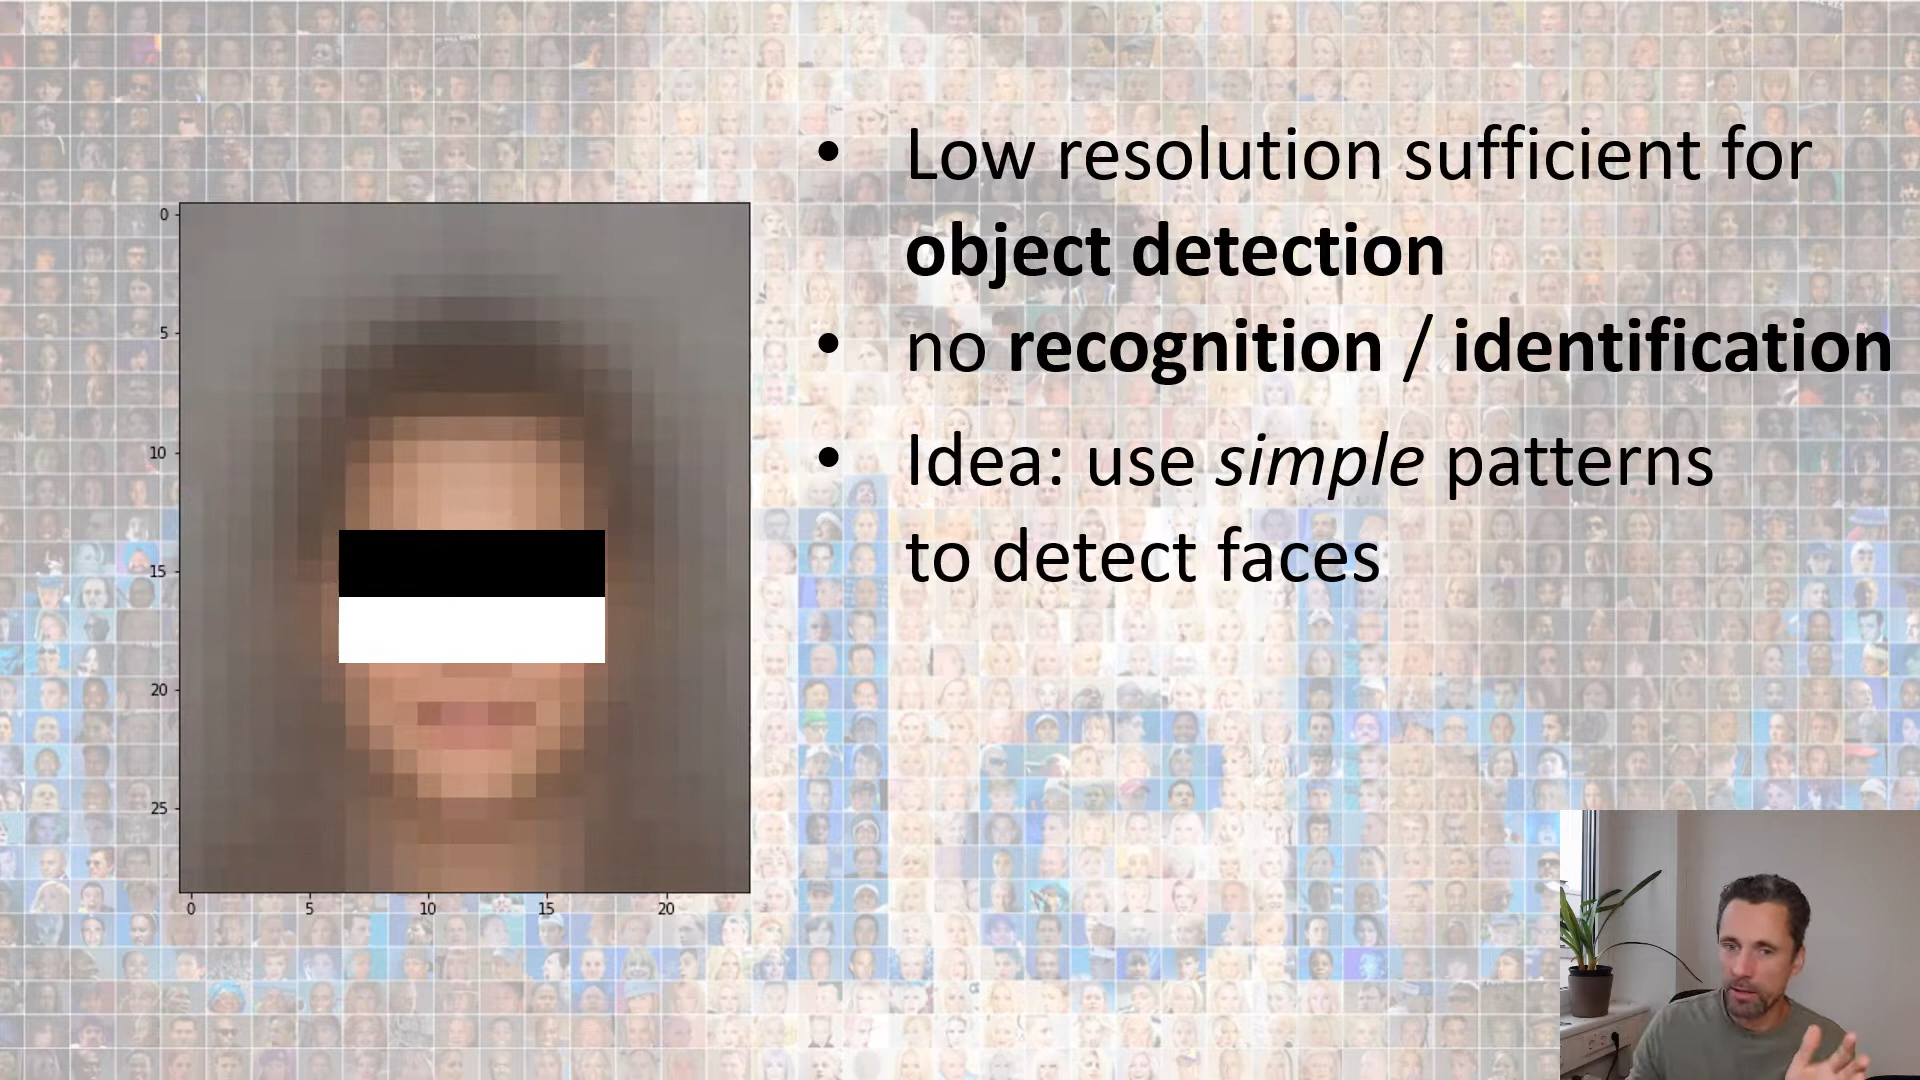 • Low resolution sufficient for
object detection
• no recognition / identification
• Idea: use simple patterns
to detect faces
0
5
10
15
20
25
0 5 10 15 20